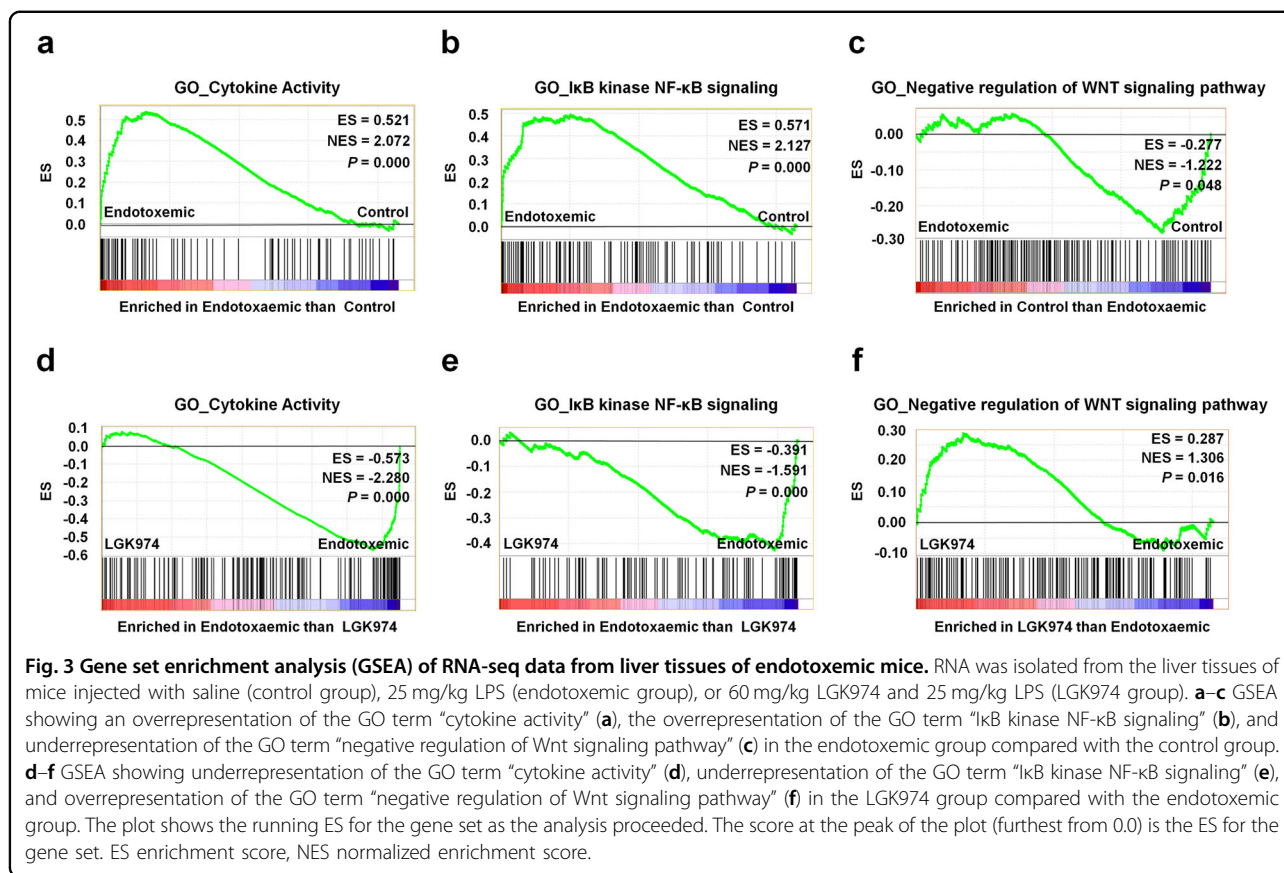 a
GO_Cytokine Activity
0.5
0.4
0.3
0.2
0.1
0.0
ES
ES = 0.521
NES = 2.072
P = 0.000
Endotoxemic
Control
Enriched in Endotoxaemic than Control
b
GO_IκB kinase NF-κB signaling
0.5
0.4
0.3
0.2
0.1
0.0
ES
ES = 0.571
NES = 2.127
P = 0.000
Endotoxemic
Control
Enriched in Endotoxaemic than Control
c
GO_Negative regulation of WNT signaling pathway
0.00
-0.10
-0.20
-0.30
ES
ES = -0.277
NES = -1.222
P = 0.048
Endotoxemic
Control
Enriched in Control than Endotoxaemic
d
GO_Cytokine Activity
0.1
0.0
-0.1
-0.2
-0.3
-0.4
-0.5
-0.6
ES
ES = -0.573
NES = -2.280
P = 0.000
LGK974
Endotoxemic
Enriched in Endotoxaemic than LGK974
e
GO_IκB kinase NF-κB signaling
0.0
-0.1
-0.2
-0.3
-0.4
ES
ES = -0.391
NES = -1.591
P = 0.000
LGK974
Endotoxemic
Enriched in Endotoxaemic than LGK974
f
GO_Negative regulation of WNT signaling pathway
0.30
0.20
0.10
0.00
-0.10
ES
ES = 0.287
NES = 1.306
P = 0.016
LGK974
Endotoxemic
Enriched in LGK974 than Endotoxaemic
Fig. 3 Gene set enrichment analysis (GSEA) of RNA-seq data from liver tissues of endotoxemic mice. RNA was isolated from the liver tissues of
mice injected with saline (control group), 25 mg/kg LPS (endotoxemic group), or 60 mg/kg LGK974 and 25 mg/kg LPS (LGK974 group). a–c GSEA
showing an overrepresentation of the GO term “cytokine activity” (a), the overrepresentation of the GO term “IκB kinase NF-κB signaling” (b), and
underrepresentation of the GO term “negative regulation of Wnt signaling pathway” (c) in the endotoxemic group compared with the control group.
d–f GSEA showing underrepresentation of the GO term “cytokine activity” (d), underrepresentation of the GO term “IκB kinase NF-κB signaling” (e),
and overrepresentation of the GO term “negative regulation of Wnt signaling pathway” (f) in the LGK974 group compared with the endotoxemic
group. The plot shows the running ES for the gene set as the analysis proceeded. The score at the peak of the plot (furthest from 0.0) is the ES for the
gene set. ES enrichment score, NES normalized enrichment score.